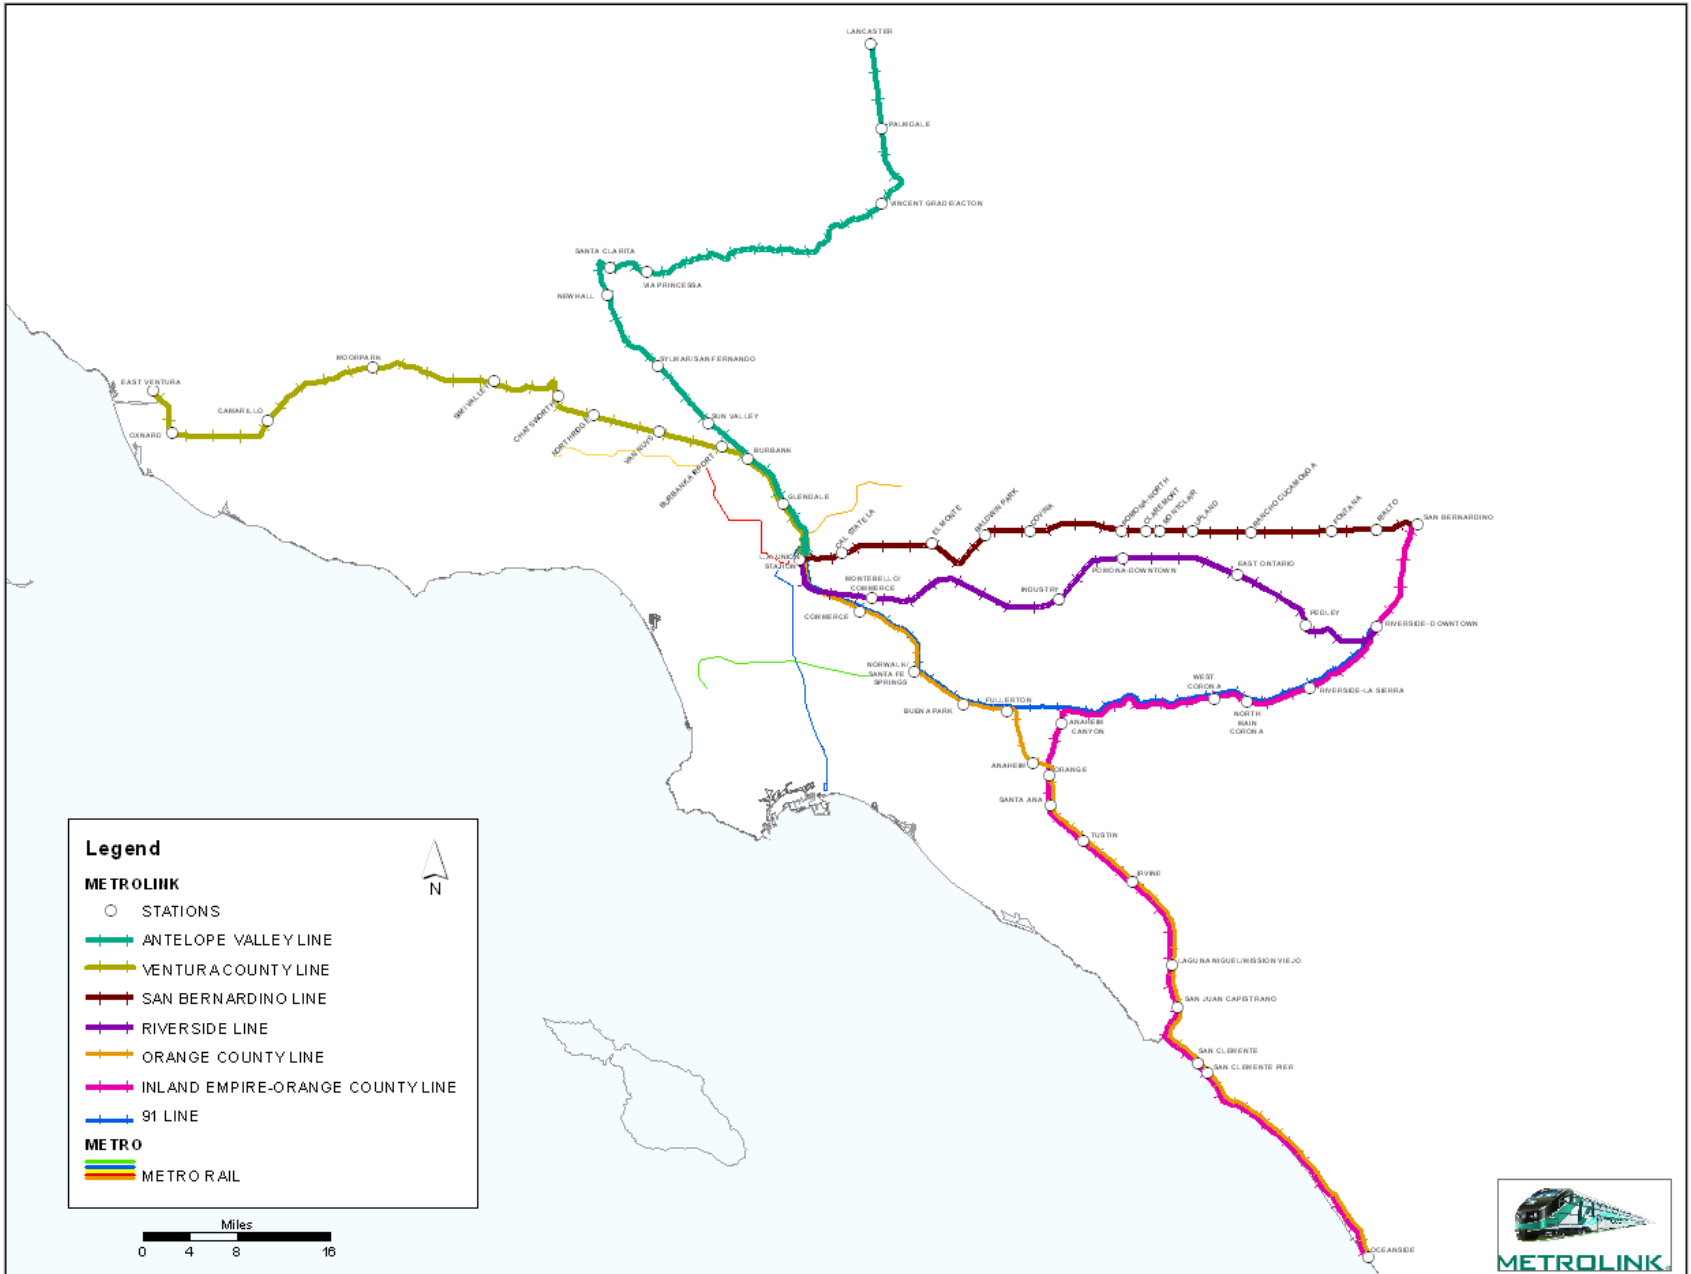 LANCASTER
PALMDALE
VINCENT GRADE/ACTON
SANTA CLARITA
VIA PRINCESSA
NEWHALL
SYLMAR/SAN FERNANDO
MOORPARK
EAST VENTURA
SIMI VALLEY
CAMARILLO
CHATSWORTH
OXNARD
NORTHRIDGE
VAN NUYS
SUN VALLEY
BURBANK AIRPORT
BURBANK
GLENDALE
L.A. UNION
STATION
CAL STATE LA
EL MONTE
BALDWIN PARK
COVINA
POMONA-NORTH
CLAREMONT
MONTCLAIR
UPLAND
RANCHO CUCAMONGA
FONTANA
RIALTO
SAN BERNARDINO
MONTEBELLO/
COMMERCE
INDUSTRY
POMONA-DOWNTOWN
EAST ONTARIO
PEDLEY
RIVERSIDE-DOWNTOWN
COMMERCE
NORWALK/
SANTA FE
SPRINGS
BUENA PARK
FULLERTON
WEST
CORONA
NORTH
MAIN
CORONA
RIVERSIDE-LA SIERRA
ANAHEIM
CANYON
ANAHEIM
ORANGE
SANTA ANA
TUSTIN
IRVINE
LAGUNA NIGUEL/MISSION VIEJO
SAN JUAN CAPISTRANO
SAN CLEMENTE
SAN CLEMENTE PIER
OCEANSIDE
Legend
N
METROLINK
STATIONS
ANTELOPE VALLEY LINE
VENTURA COUNTY LINE
SAN BERNARDINO LINE
RIVERSIDE LINE
ORANGE COUNTY LINE
INLAND EMPIRE-ORANGE COUNTY LINE
91 LINE
METRO
METRO RAIL
Miles
0 4 8 16
METROLINK